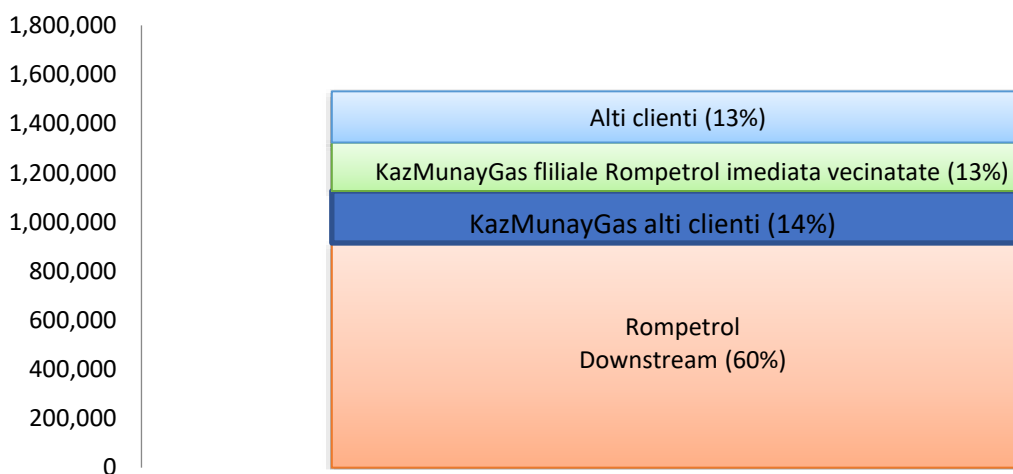 1,800,000
1,600,000
1,400,000
1,200,000
1,000,000
800,000
600,000
400,000
200,000
0
Alti clienti (13%)
KazMunayGas fliliale Rompetrol imediata vecinatate (13%)
KazMunayGas alti clienti (14%)
Rompetrol
Downstream (60%)